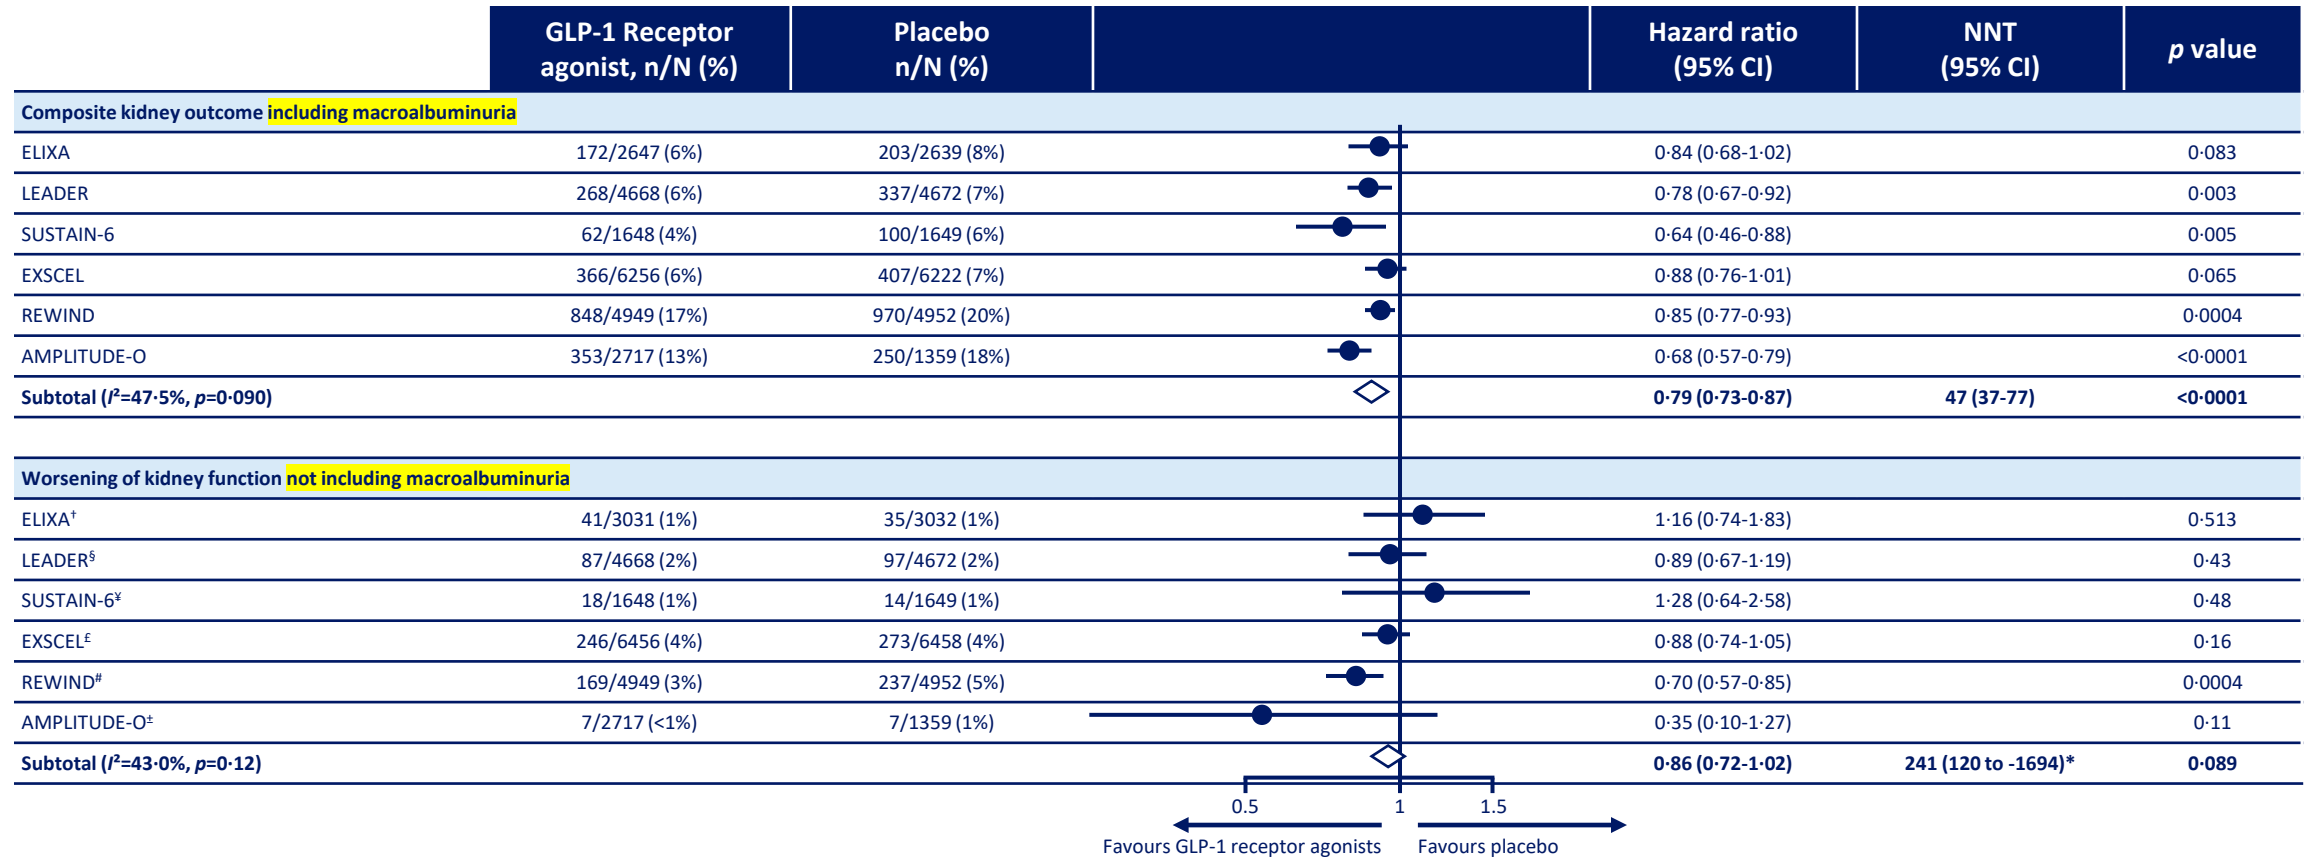 GLP-1 Receptor agonist, n/N (%) Placebo n/N (%) Hazard ratio (95% CI) NNT (95% CI) p value
Composite kidney outcome including macroalbuminuria
ELIXA 172/2647 (6%) 203/2639 (8%) 0·84 (0·68-1·02) 0·083
LEADER 268/4668 (6%) 337/4672 (7%) 0·78 (0·67-0·92) 0·003
SUSTAIN-6 62/1648 (4%) 100/1649 (6%) 0·64 (0·46-0·88) 0·005
EXSCEL 366/6256 (6%) 407/6222 (7%) 0·88 (0·76-1·01) 0·065
REWIND 848/4949 (17%) 970/4952 (20%) 0·85 (0·77-0·93) 0·0004
AMPLITUDE-O 353/2717 (13%) 250/1359 (18%) 0·68 (0·57-0·79) <0·0001
Subtotal (I²=47·5%, p=0·090) 0·79 (0·73-0·87) 47 (37-77) <0·0001
Worsening of kidney function not including macroalbuminuria
ELIXA† 41/3031 (1%) 35/3032 (1%) 1·16 (0·74-1·83) 0·513
LEADER§ 87/4668 (2%) 97/4672 (2%) 0·89 (0·67-1·19) 0·43
SUSTAIN-6¥ 18/1648 (1%) 14/1649 (1%) 1·28 (0·64-2·58) 0·48
EXSCEL£ 246/6456 (4%) 273/6458 (4%) 0·88 (0·74-1·05) 0·16
REWIND# 169/4949 (3%) 237/4952 (5%) 0·70 (0·57-0·85) 0·0004
AMPLITUDE-O± 7/2717 (<1%) 7/1359 (1%) 0·35 (0·10-1·27) 0·11
Subtotal (I²=43·0%, p=0·12) 0·86 (0·72-1·02) 241 (120 to -1694)* 0·089
0.5 1 1.5
Favours GLP-1 receptor agonists Favours placebo